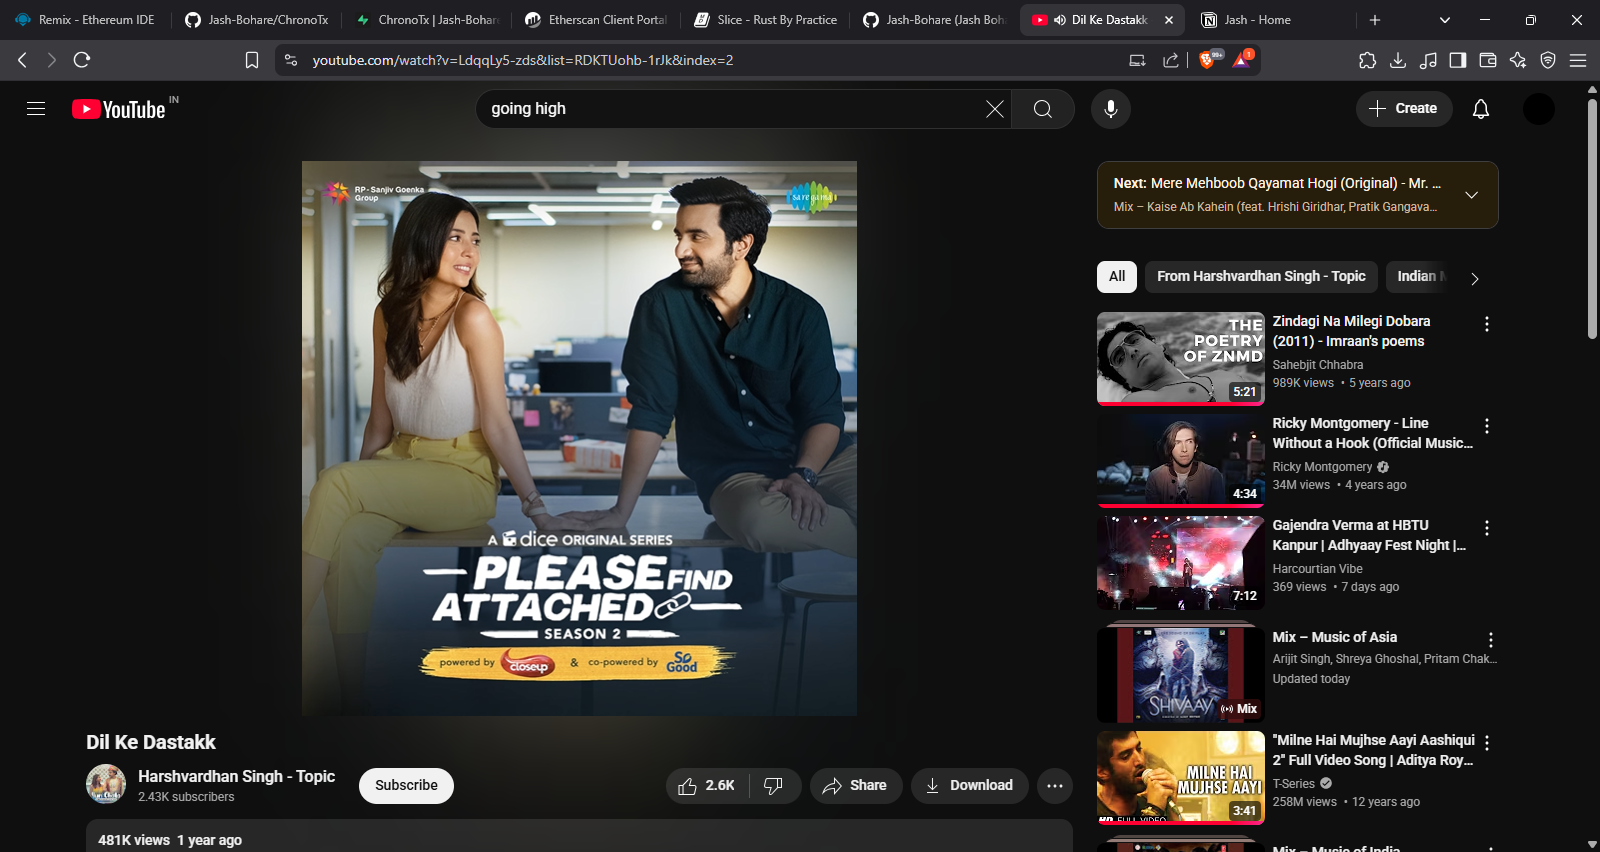 Remix - Ethereum IDE
Jash-Bohare/ChronoTx
ChronoTx | Jash-Bohare
Etherscan Client Portal
Slice - Rust By Practice
Jash-Bohare (Jash Boh
Dil Ke Dastakk
Jash - Home
youtube.com/watch?v=LdqqLy5-zds&list=RDKTUohb-1rJk&index=2
99+
1
YouTube IN
going high
Create
RP - Sanjiv Goenka
Group
saregama
A dice ORIGINAL SERIES
PLEASE FIND
ATTACHED
SEASON 2
powered by closeup & co-powered by So Good
Dil Ke Dastakk
Harshvardhan Singh - Topic
2.43K subscribers
Subscribe
2.6K
Share
Download
481K views 1 year ago
Next: Mere Mehboob Qayamat Hogi (Original) - Mr. ...
Mix – Kaise Ab Kahein (feat. Hrishi Giridhar, Pratik Gangava...
All
From Harshvardhan Singh - Topic
Indian
THE
POETRY
OF ZNMD
5:21
Zindagi Na Milegi Dobara
(2011) - Imraan's poems
Sahebjit Chhabra
989K views • 5 years ago
4:34
Ricky Montgomery - Line
Without a Hook (Official Music...
Ricky Montgomery
34M views • 4 years ago
7:12
Gajendra Verma at HBTU
Kanpur | Adhyaay Fest Night |...
Harcourtian Vibe
369 views • 7 days ago
SHIVAAY
Mix
Mix – Music of Asia
Arijit Singh, Shreya Ghoshal, Pritam Chak...
Updated today
MILNE HAI
MUJHSE AAYI
HD FULL VIDEO
3:41
"Milne Hai Mujhse Aayi Aashiqui
2" Full Video Song | Aditya Roy...
T-Series
258M views • 12 years ago
Mix – Music of India